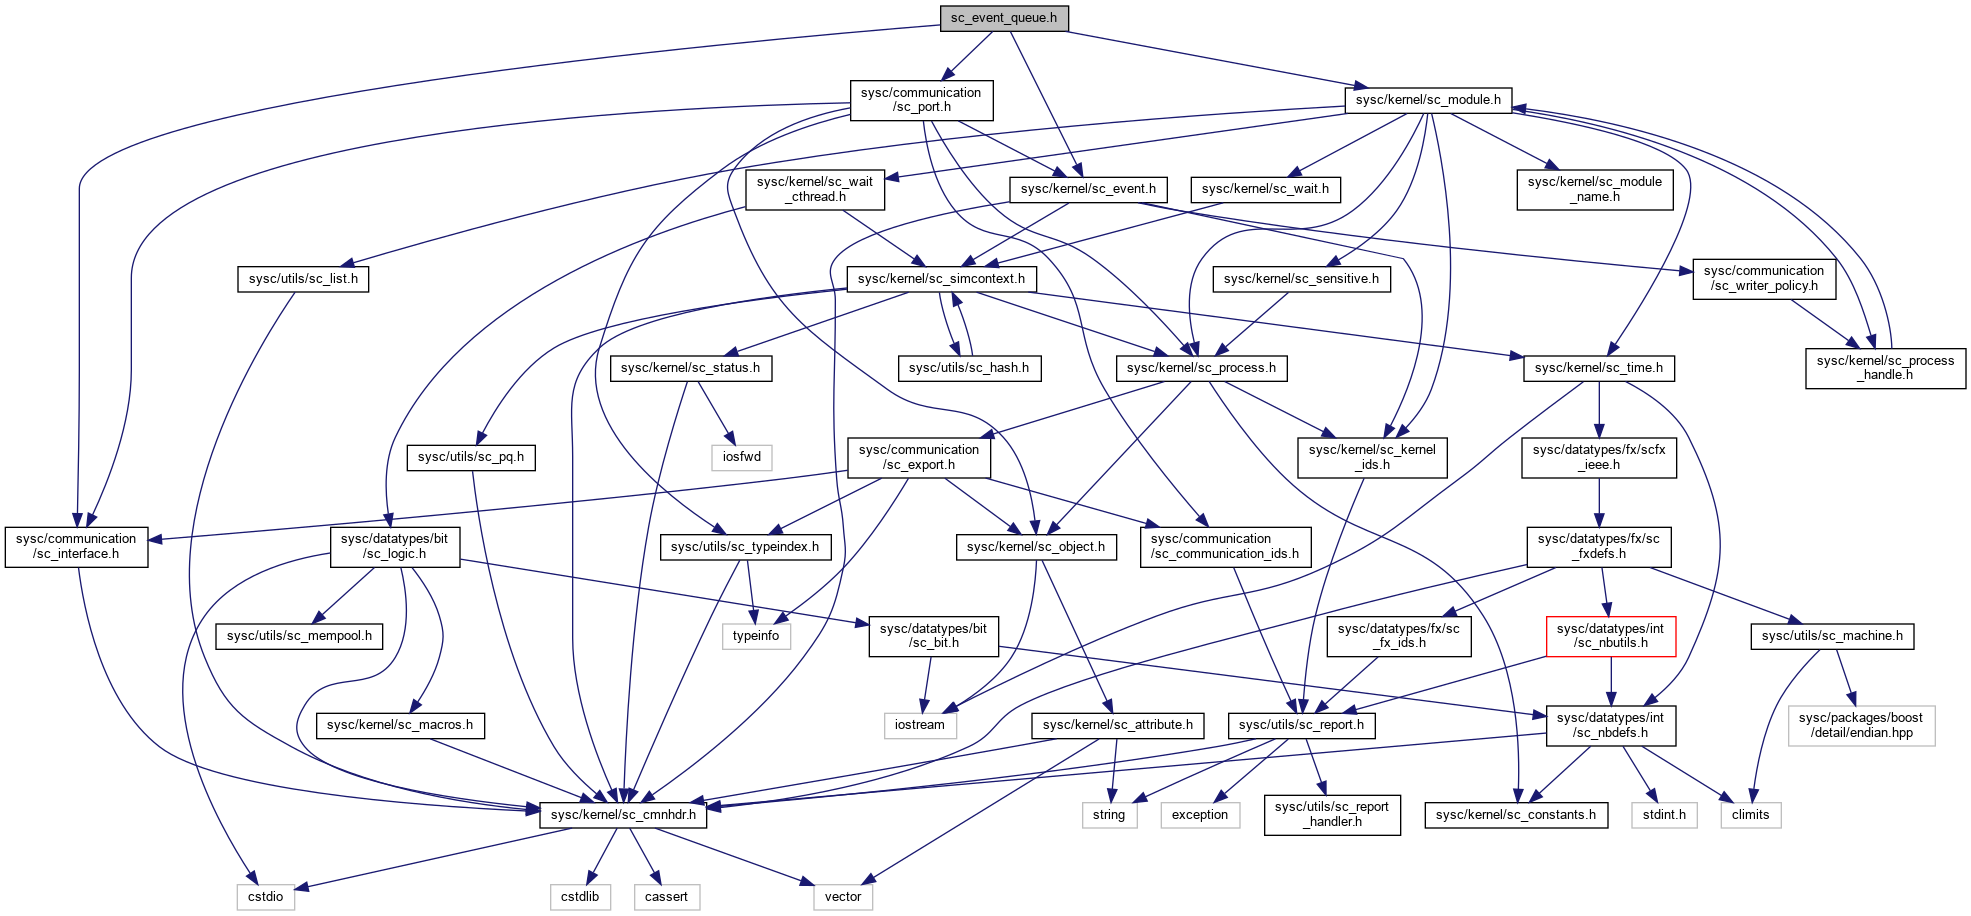 sc_event_queue.h
sysc/communication
/sc_port.h
sysc/kernel/sc_module.h
sysc/kernel/sc_wait
_cthread.h
sysc/kernel/sc_event.h
sysc/kernel/sc_wait.h
sysc/kernel/sc_module
_name.h
sysc/utils/sc_list.h
sysc/kernel/sc_simcontext.h
sysc/kernel/sc_sensitive.h
sysc/communication
/sc_writer_policy.h
sysc/kernel/sc_status.h
sysc/utils/sc_hash.h
sysc/kernel/sc_process.h
sysc/kernel/sc_time.h
sysc/kernel/sc_process
_handle.h
sysc/utils/sc_pq.h
iosfwd
sysc/communication
/sc_export.h
sysc/kernel/sc_kernel
_ids.h
sysc/datatypes/fx/scfx
_ieee.h
sysc/communication
/sc_interface.h
sysc/datatypes/bit
/sc_logic.h
sysc/utils/sc_typeindex.h
sysc/kernel/sc_object.h
sysc/communication
/sc_communication_ids.h
sysc/datatypes/fx/sc
_fxdefs.h
sysc/utils/sc_mempool.h
typeinfo
sysc/datatypes/bit
/sc_bit.h
sysc/datatypes/fx/sc
_fx_ids.h
sysc/datatypes/int
/sc_nbutils.h
sysc/utils/sc_machine.h
sysc/kernel/sc_macros.h
iostream
sysc/kernel/sc_attribute.h
sysc/utils/sc_report.h
sysc/datatypes/int
/sc_nbdefs.h
sysc/packages/boost
/detail/endian.hpp
sysc/kernel/sc_cmnhdr.h
string
exception
sysc/utils/sc_report
_handler.h
sysc/kernel/sc_constants.h
stdint.h
climits
cstdio
cstdlib
cassert
vector